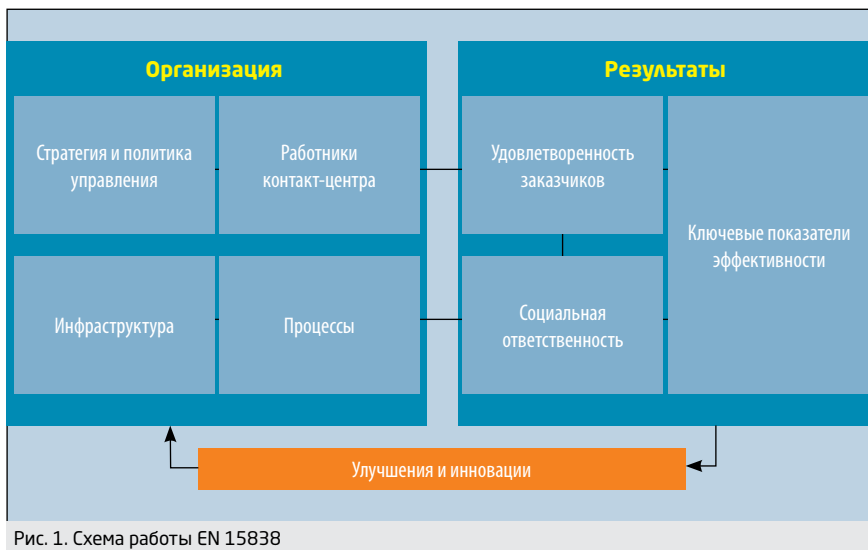 Организация
Стратегия и политика
управления
Работники
контакт-центра
Инфраструктура
Процессы
Результаты
Удовлетворенность
заказчиков
Социальная
ответственность
Ключевые показатели
эффективности
Улучшения и инновации
Рис. 1. Схема работы EN 15838